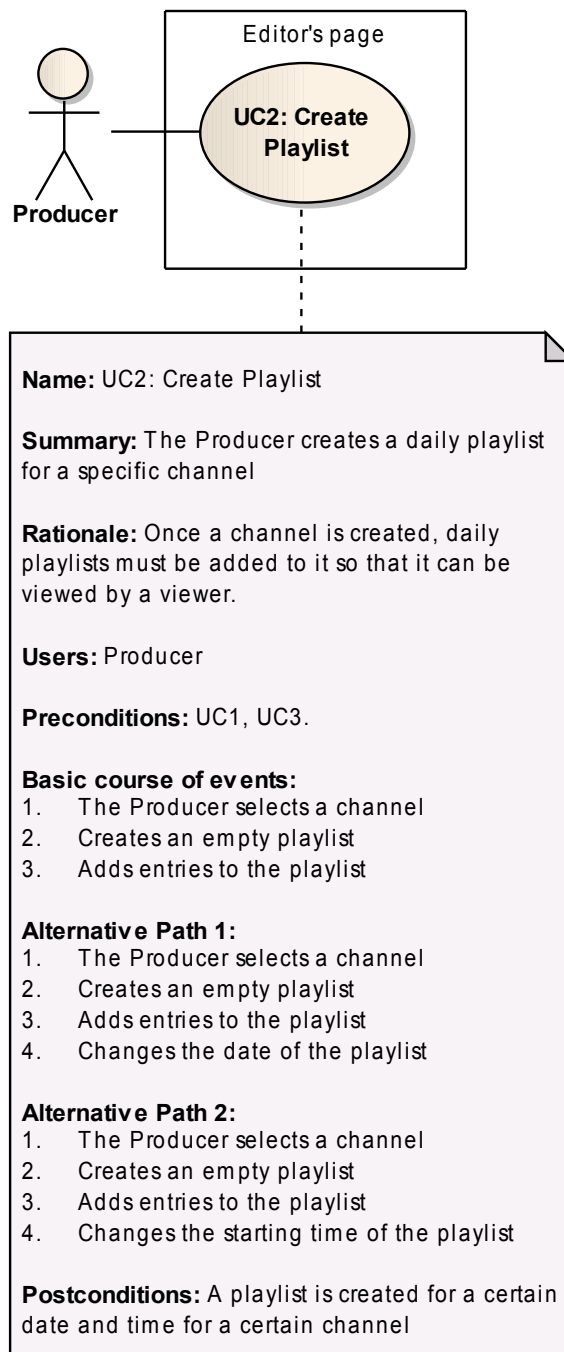 Editor's page
UC2: Create
Playlist
Producer
Name: UC2: Create Playlist
Summary: The Producer creates a daily playlist
for a specific channel
Rationale: Once a channel is created, daily
playlists must be added to it so that it can be
viewed by a viewer.
Users: Producer
Preconditions: UC1, UC3.
Basic course of events:
1. The Producer selects a channel
2. Creates an empty playlist
3. Adds entries to the playlist
Alternative Path 1:
1. The Producer selects a channel
2. Creates an empty playlist
3. Adds entries to the playlist
4. Changes the date of the playlist
Alternative Path 2:
1. The Producer selects a channel
2. Creates an empty playlist
3. Adds entries to the playlist
4. Changes the starting time of the playlist
Postconditions: A playlist is created for a certain
date and time for a certain channel